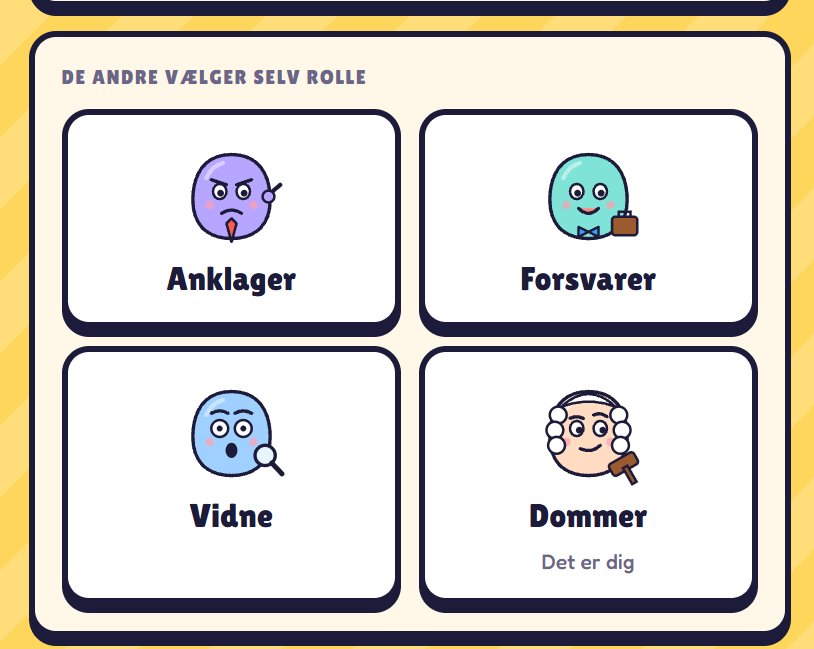 DE ANDRE VÆLGER SELV ROLLE
Anklager
Forsvarer
Vidne
Dommer
Det er dig